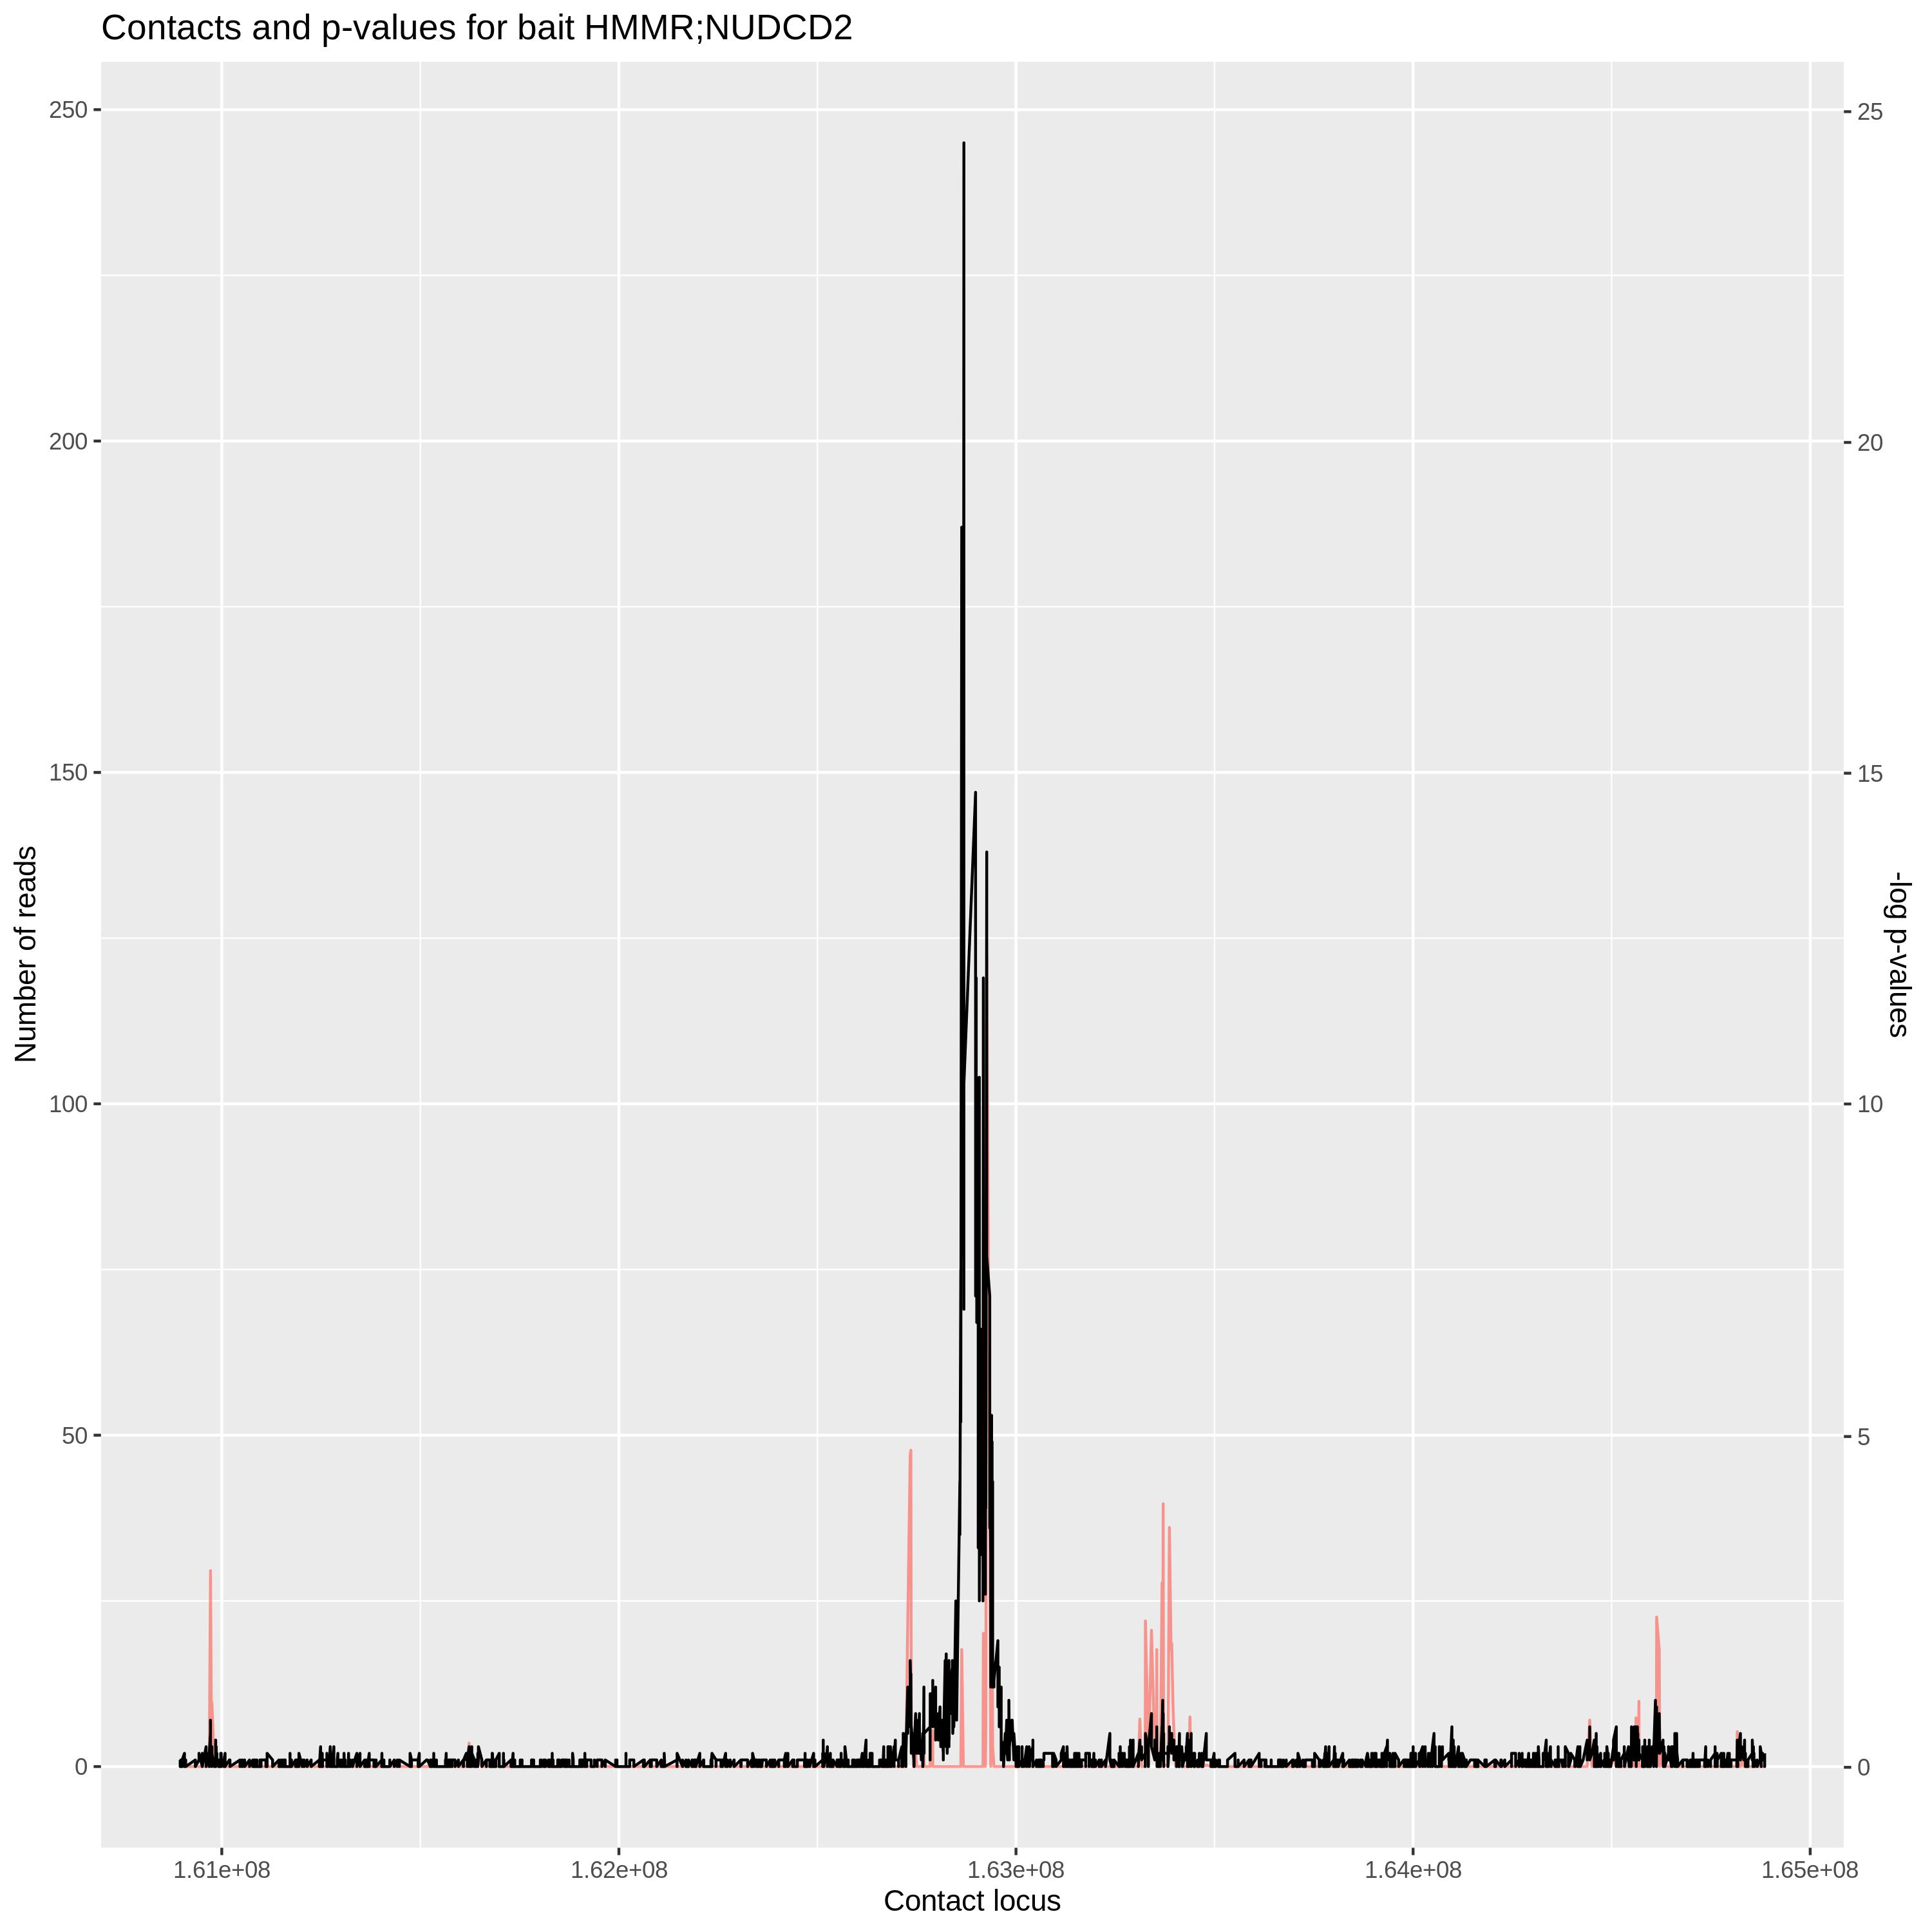 Contacts and p-values for bait HMMR;NUDCD2
250
200
150
100
50
0
Number of reads
25
20
15
10
5
0
-log p-values
1.61e+08
1.62e+08
1.63e+08
1.64e+08
1.65e+08
Contact locus